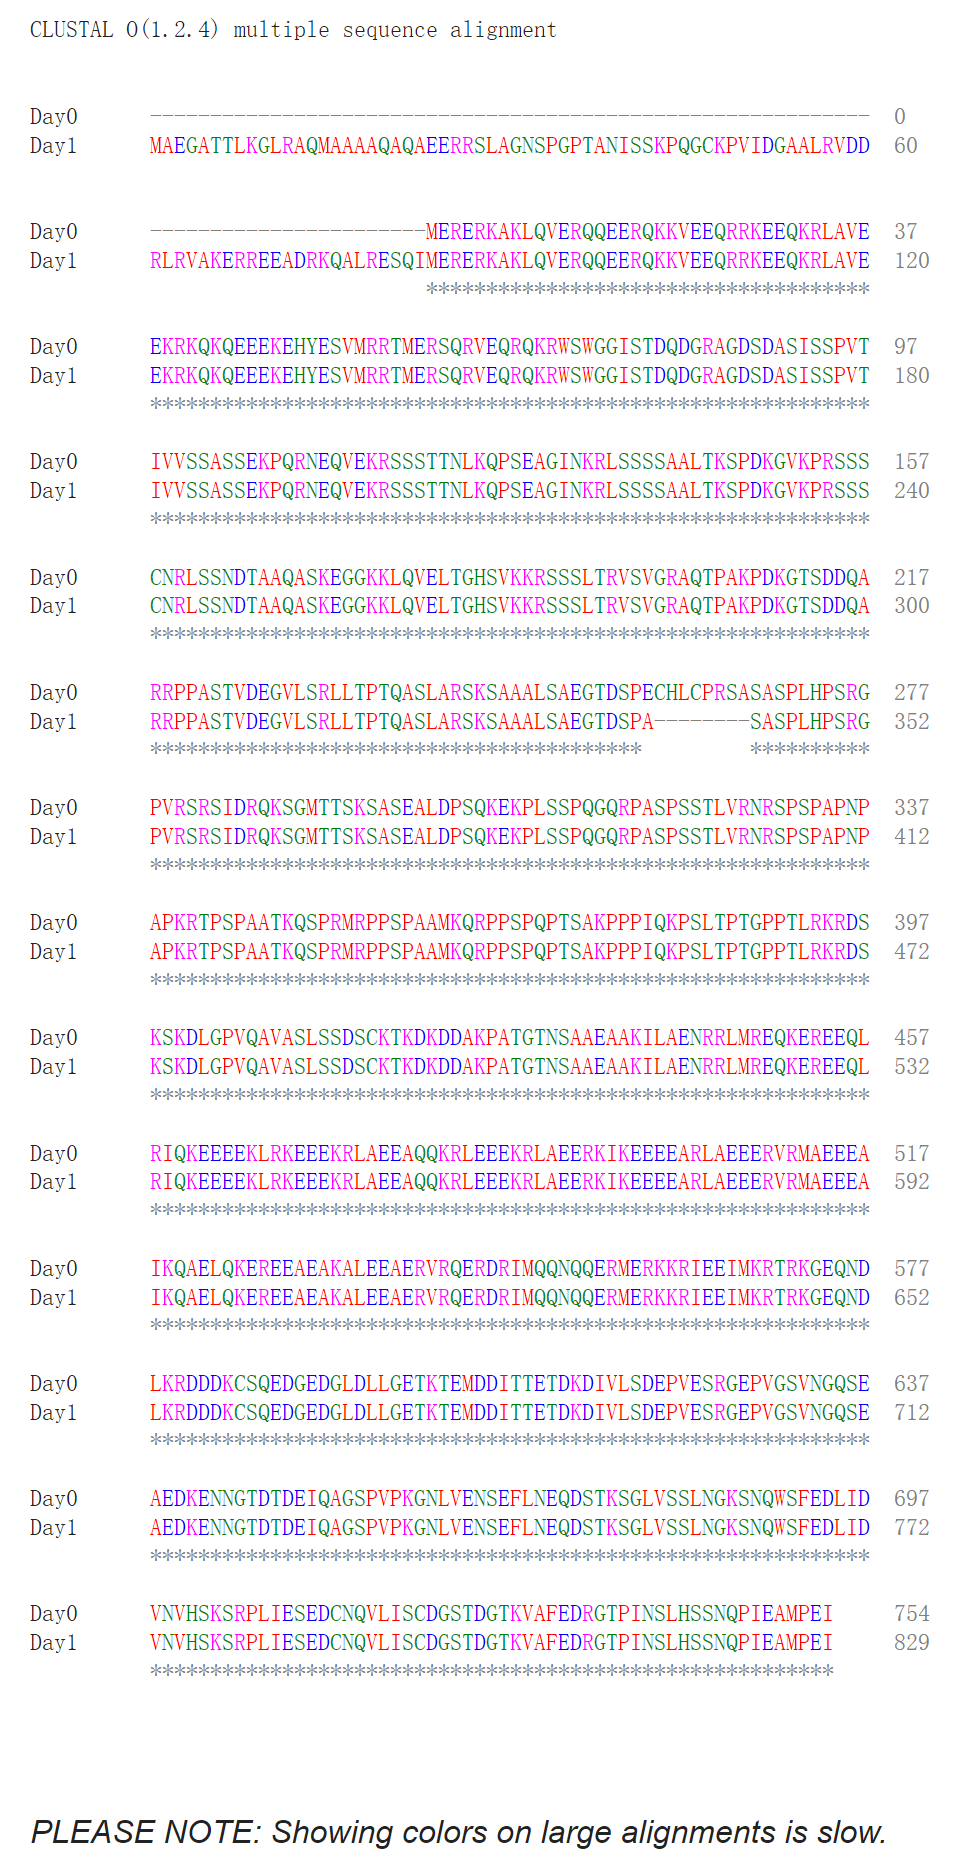 CLUSTAL O(1.2.4) multiple sequence alignment
Day0 ------------------------------------------------------------ 0
Day1 MAEGATTLKGLRAQMAAAAQAQAEERRSLAGNSPGPTANISSKPQGCKPVIDGAALRVDD 60
Day0 -----------------------MERERKAKLQVERQQEERQKKVEEQRRKEEQKRLAVE 37
Day1 RLRVAKERREEADRKQALRESQIMERERKAKLQVERQQEERQKKVEEQRRKEEQKRLAVE 120
*************************************
Day0 EKRKQKQEEEKEHYESVMRRTMERSQRVEQRQKRWSWGGISTDQDGRAGDSDASISSPVT 97
Day1 EKRKQKQEEEKEHYESVMRRTMERSQRVEQRQKRWSWGGISTDQDGRAGDSDASISSPVT 180
************************************************************
Day0 IVVSSASSEKPQRNEQVEKRSSSTTNLKQPSEAGINKRLSSSSAALTKSPDKGVKPRSSS 157
Day1 IVVSSASSEKPQRNEQVEKRSSSTTNLKQPSEAGINKRLSSSSAALTKSPDKGVKPRSSS 240
************************************************************
Day0 CNRLSSNDTAAQASKEGGKKLQVELTGHSVKKRSSSLTRVSVGRAQTPAKPDKGTSDDQA 217
Day1 CNRLSSNDTAAQASKEGGKKLQVELTGHSVKKRSSSLTRVSVGRAQTPAKPDKGTSDDQA 300
************************************************************
Day0 RRPPASTVDEGVLSRLLTPTQASLARSKSAAALSAEGTDSPECHLCPRSASASPLHPSRG 277
Day1 RRPPASTVDEGVLSRLLTPTQASLARSKSAAALSAEGTDSPA--------SASPLHPSRG 352
***************************************** **********
Day0 PVRSRSIDRQKSGMTTSKSASEALDPSQKEKPLSSPQGQRPASPSSTLVRNRSPSPAPNP 337
Day1 PVRSRSIDRQKSGMTTSKSASEALDPSQKEKPLSSPQGQRPASPSSTLVRNRSPSPAPNP 412
************************************************************
Day0 APKRTPSPAATKQSPRMRPPSPAAMKQRPPSPQPTSAKPPPIQKPSLTPTGPPTLRKRDS 397
Day1 APKRTPSPAATKQSPRMRPPSPAAMKQRPPSPQPTSAKPPPIQKPSLTPTGPPTLRKRDS 472
************************************************************
Day0 KSKDLGPVQAVASLSSDSCKTKDKDDAKPATGTNSAAEAAKILAENRRLMREQKEREEQL 457
Day1 KSKDLGPVQAVASLSSDSCKTKDKDDAKPATGTNSAAEAAKILAENRRLMREQKEREEQL 532
************************************************************
Day0 RIQKEEEEKLRKEEEKRLAEEAQQKRLEEEKRLAEERKIKEEEEARLAEEERVRMAEEEA 517
Day1 RIQKEEEEKLRKEEEKRLAEEAQQKRLEEEKRLAEERKIKEEEEARLAEEERVRMAEEEA 592
************************************************************
Day0 IKQAELQKEREEAEAKALEEAERVRQERDRIMQQNQQERMERKKRIEEIMKRTRKGEQND 577
Day1 IKQAELQKEREEAEAKALEEAERVRQERDRIMQQNQQERMERKKRIEEIMKRTRKGEQND 652
************************************************************
Day0 LKRDDDKCSQEDGEDGLDLLGETKTEMDDITTETDKDIVLSDEPVESRGEPVGSVNGQSE 637
Day1 LKRDDDKCSQEDGEDGLDLLGETKTEMDDITTETDKDIVLSDEPVESRGEPVGSVNGQSE 712
************************************************************
Day0 AEDKENNGTDTDEIQAGSPVPKGNLVENSEFLNEQDSTKSGLVSSLNGKSNQWSFEDLID 697
Day1 AEDKENNGTDTDEIQAGSPVPKGNLVENSEFLNEQDSTKSGLVSSLNGKSNQWSFEDLID 772
************************************************************
Day0 VNVHSKSRPLIESEDCNQVLISCDGSTDGTKVAFEDRGTPINSLHSSNQPIEAMPEI 754
Day1 VNVHSKSRPLIESEDCNQVLISCDGSTDGTKVAFEDRGTPINSLHSSNQPIEAMPEI 829
*********************************************************
PLEASE NOTE: Showing colors on large alignments is slow.